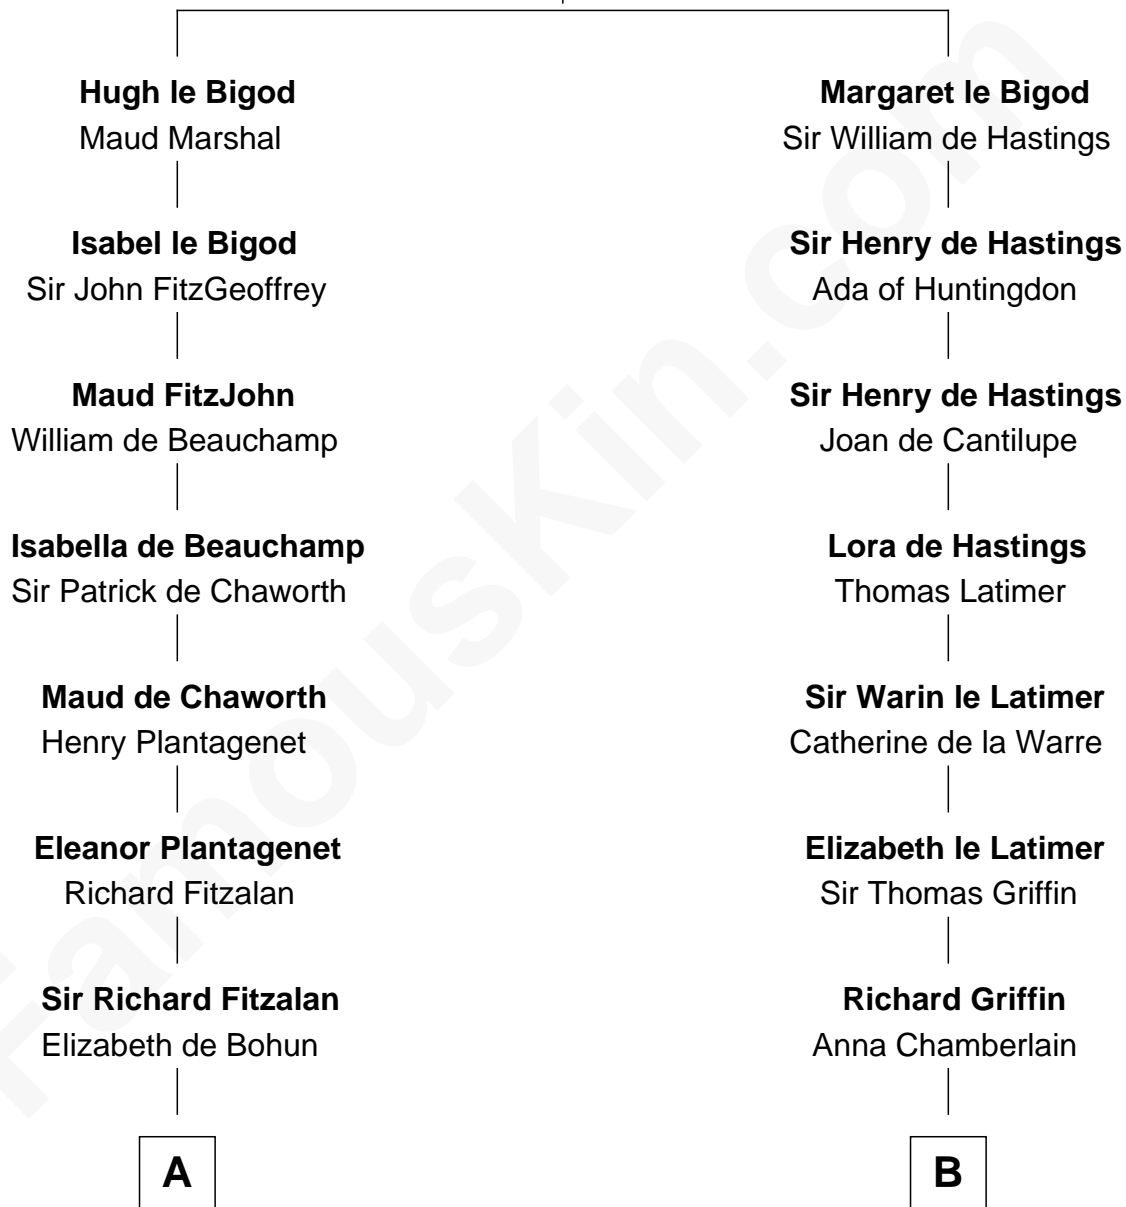 Hugh le Bigod
Maud Marshal
Isabel le Bigod
Sir John FitzGeoffrey
Maud FitzJohn
William de Beauchamp
Isabella de Beauchamp
Sir Patrick de Chaworth
Maud de Chaworth
Henry Plantagenet
Eleanor Plantagenet
Richard Fitzalan
Sir Richard Fitzalan
Elizabeth de Bohun
A
Margaret le Bigod
Sir William de Hastings
Sir Henry de Hastings
Ada of Huntingdon
Sir Henry de Hastings
Joan de Cantilupe
Lora de Hastings
Thomas Latimer
Sir Warin le Latimer
Catherine de la Warre
Elizabeth le Latimer
Sir Thomas Griffin
Richard Griffin
Anna Chamberlain
B
FamousKin.com